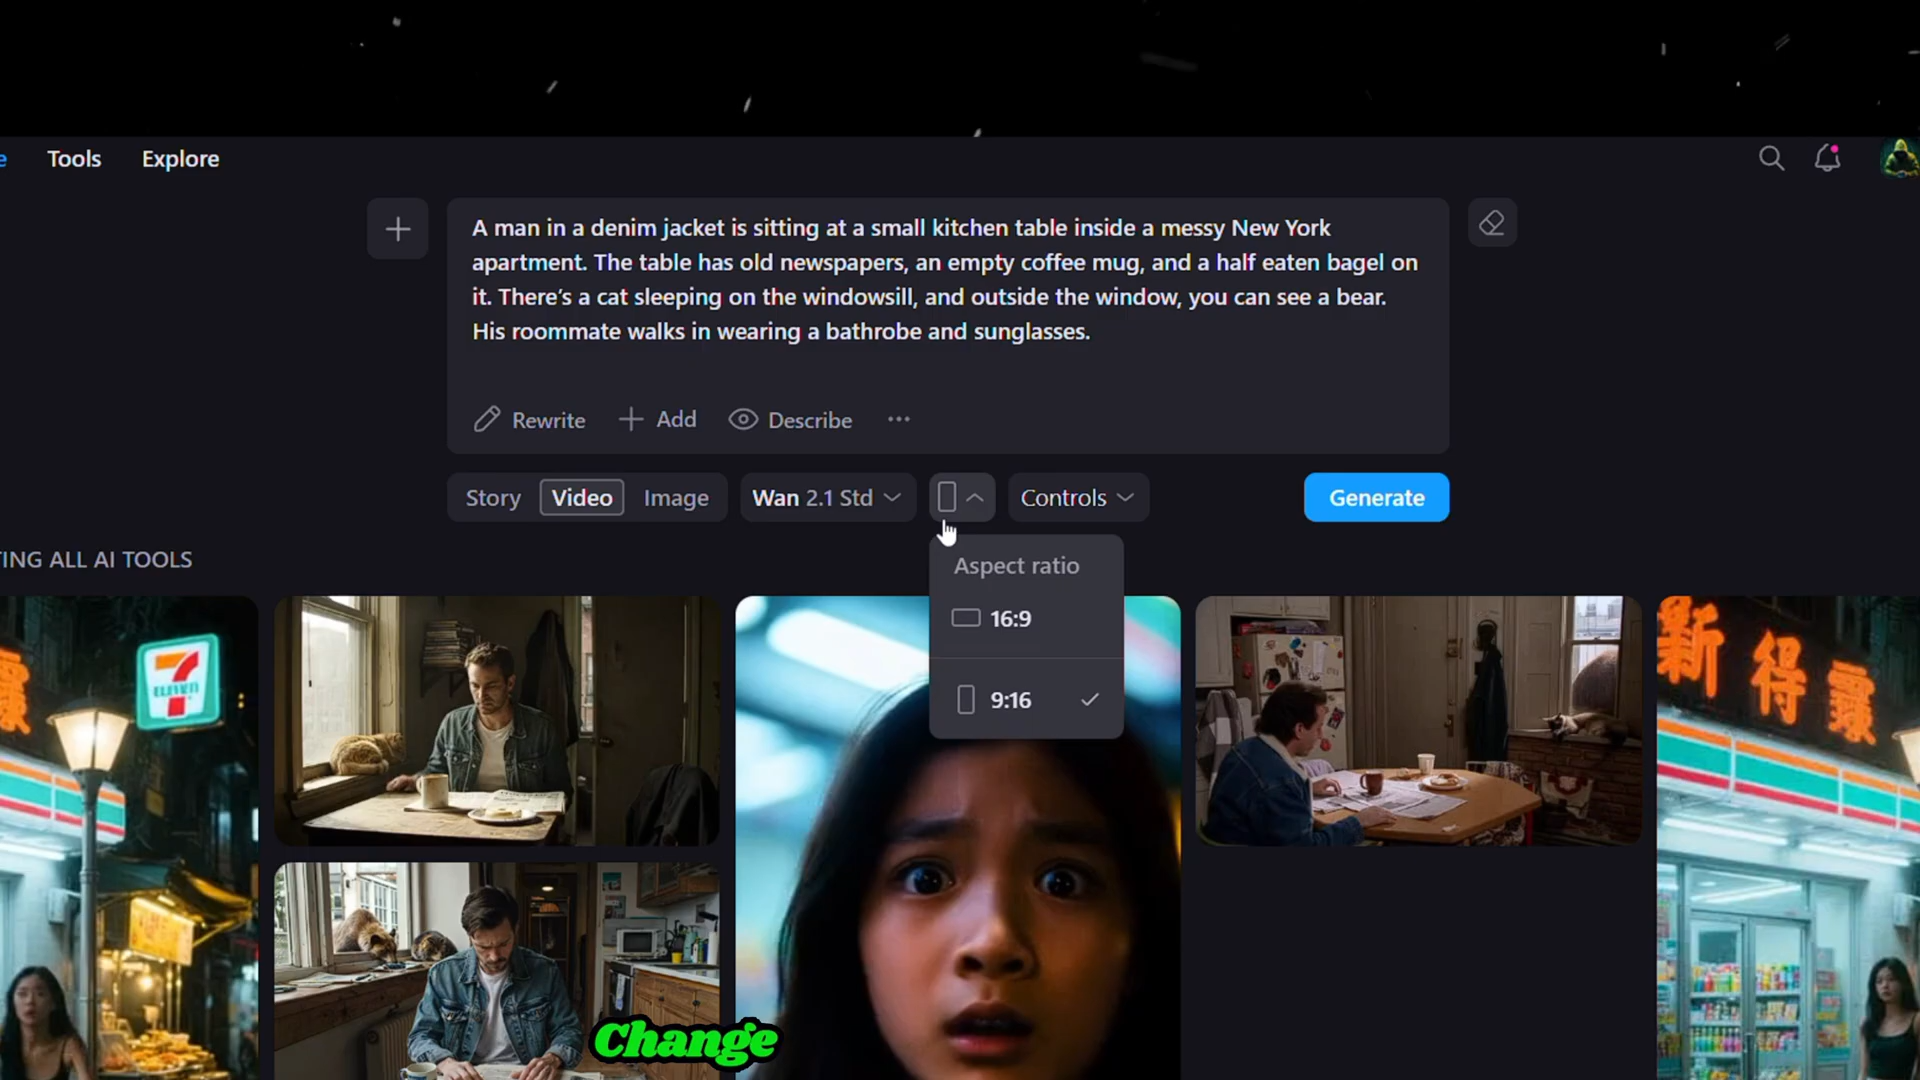 Tools
Explore
A man in a denim jacket is sitting at a small kitchen table inside a messy New York
apartment. The table has old newspapers, an empty coffee mug, and a half eaten bagel on
it. There's a cat sleeping on the windowsill, and outside the window, you can see a bear.
His roommate walks in wearing a bathrobe and sunglasses.
Rewrite
Add
Describe
Story
Video
Image
Wan 2.1 Std
Controls
Generate
Aspect ratio
16:9
9:16
ING ALL AI TOOLS
7
ELEVEN
新得
Change